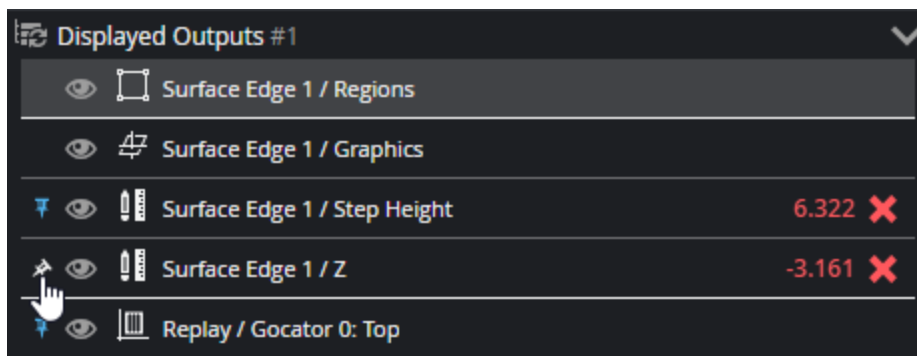 Displayed Outputs #1
Surface Edge 1 / Regions
Surface Edge 1 / Graphics
Surface Edge 1 / Step Height 6.322
Surface Edge 1 / Z -3.161
Replay / Gocator 0: Top